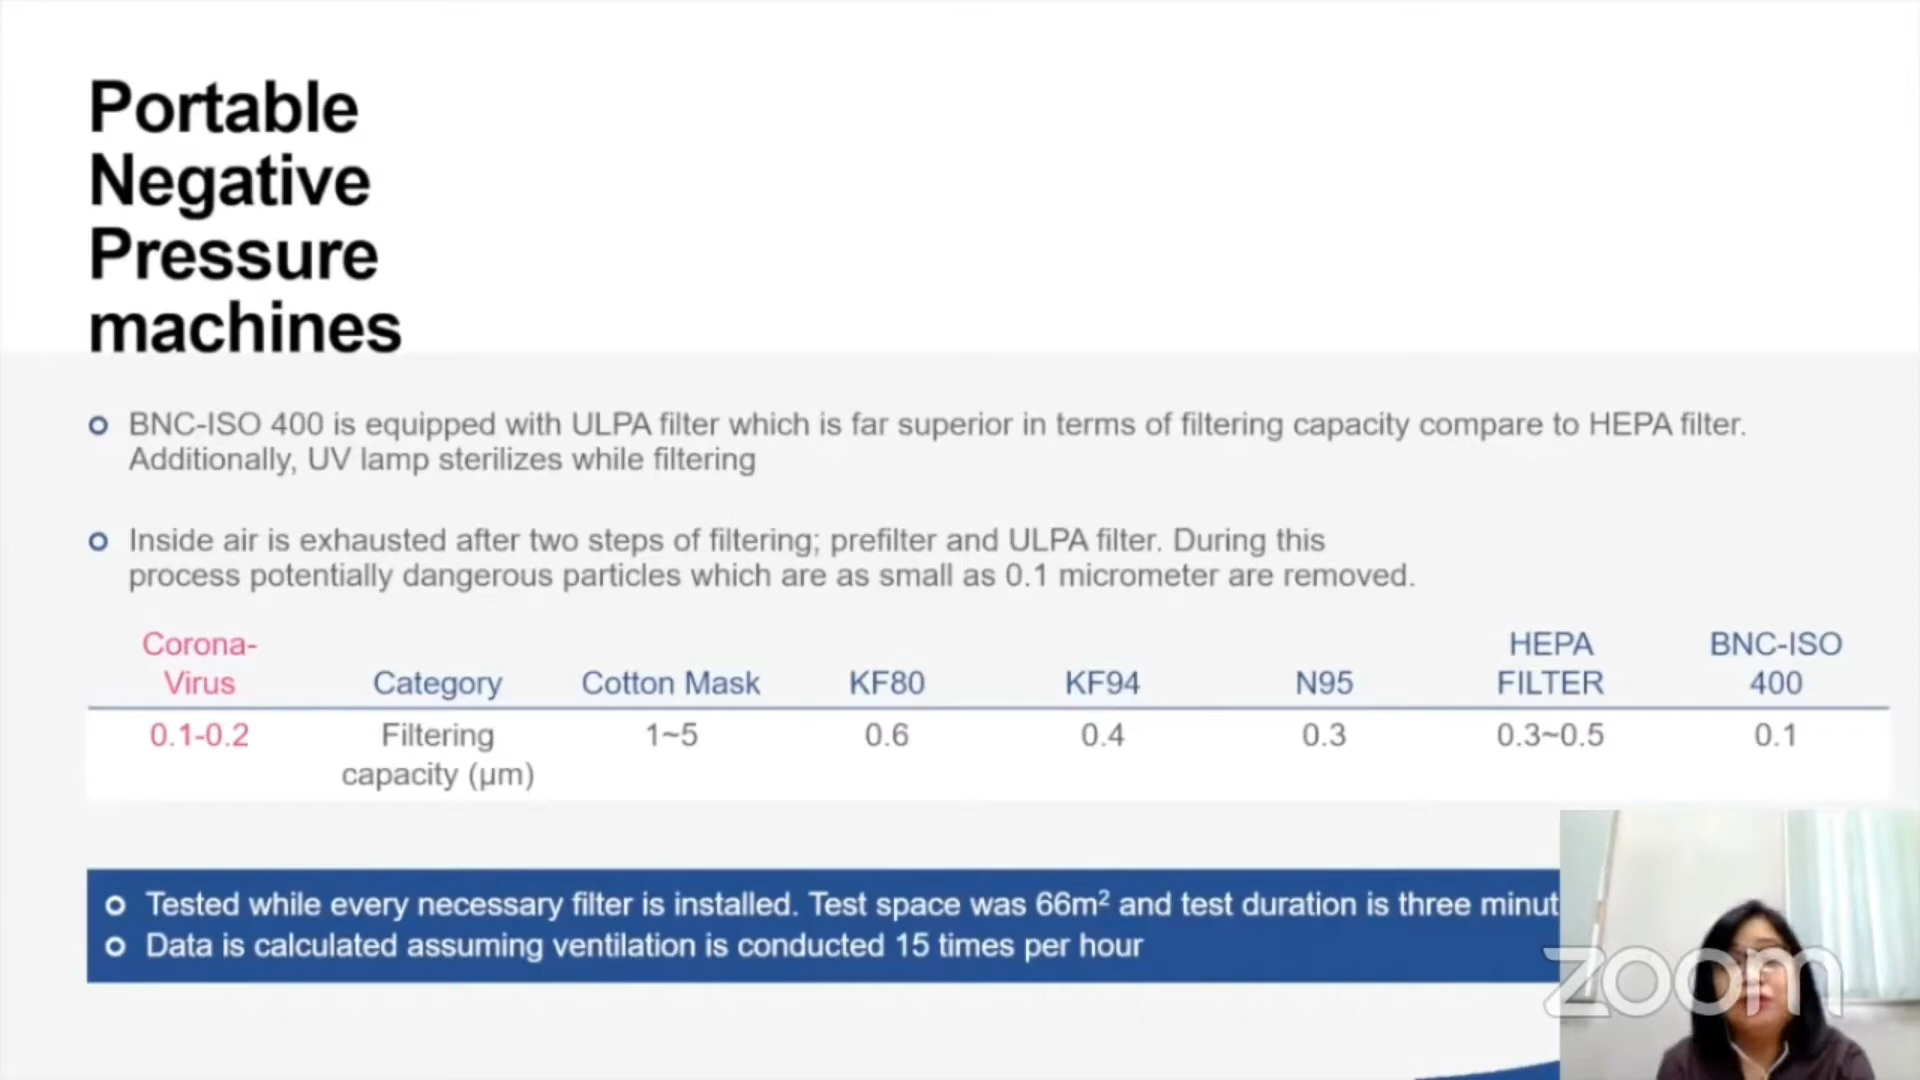 Portable
Negative
Pressure
machines
BNC-ISO 400 is equipped with ULPA filter which is far superior in terms of filtering capacity compare to HEPA filter.
Additionally, UV lamp sterilizes while filtering
Inside air is exhausted after two steps of filtering; prefilter and ULPA filter. During this
process potentially dangerous particles which are as small as 0.1 micrometer are removed.
Corona-
Virus
Category
Cotton Mask
KF80
KF94
N95
HEPA
FILTER
BNC-ISO
400
0.1-0.2
Filtering
capacity (μm)
1~5
0.6
0.4
0.3
0.3~0.5
0.1
Tested while every necessary filter is installed. Test space was 66m² and test duration is three minut
Data is calculated assuming ventilation is conducted 15 times per hour
zoom